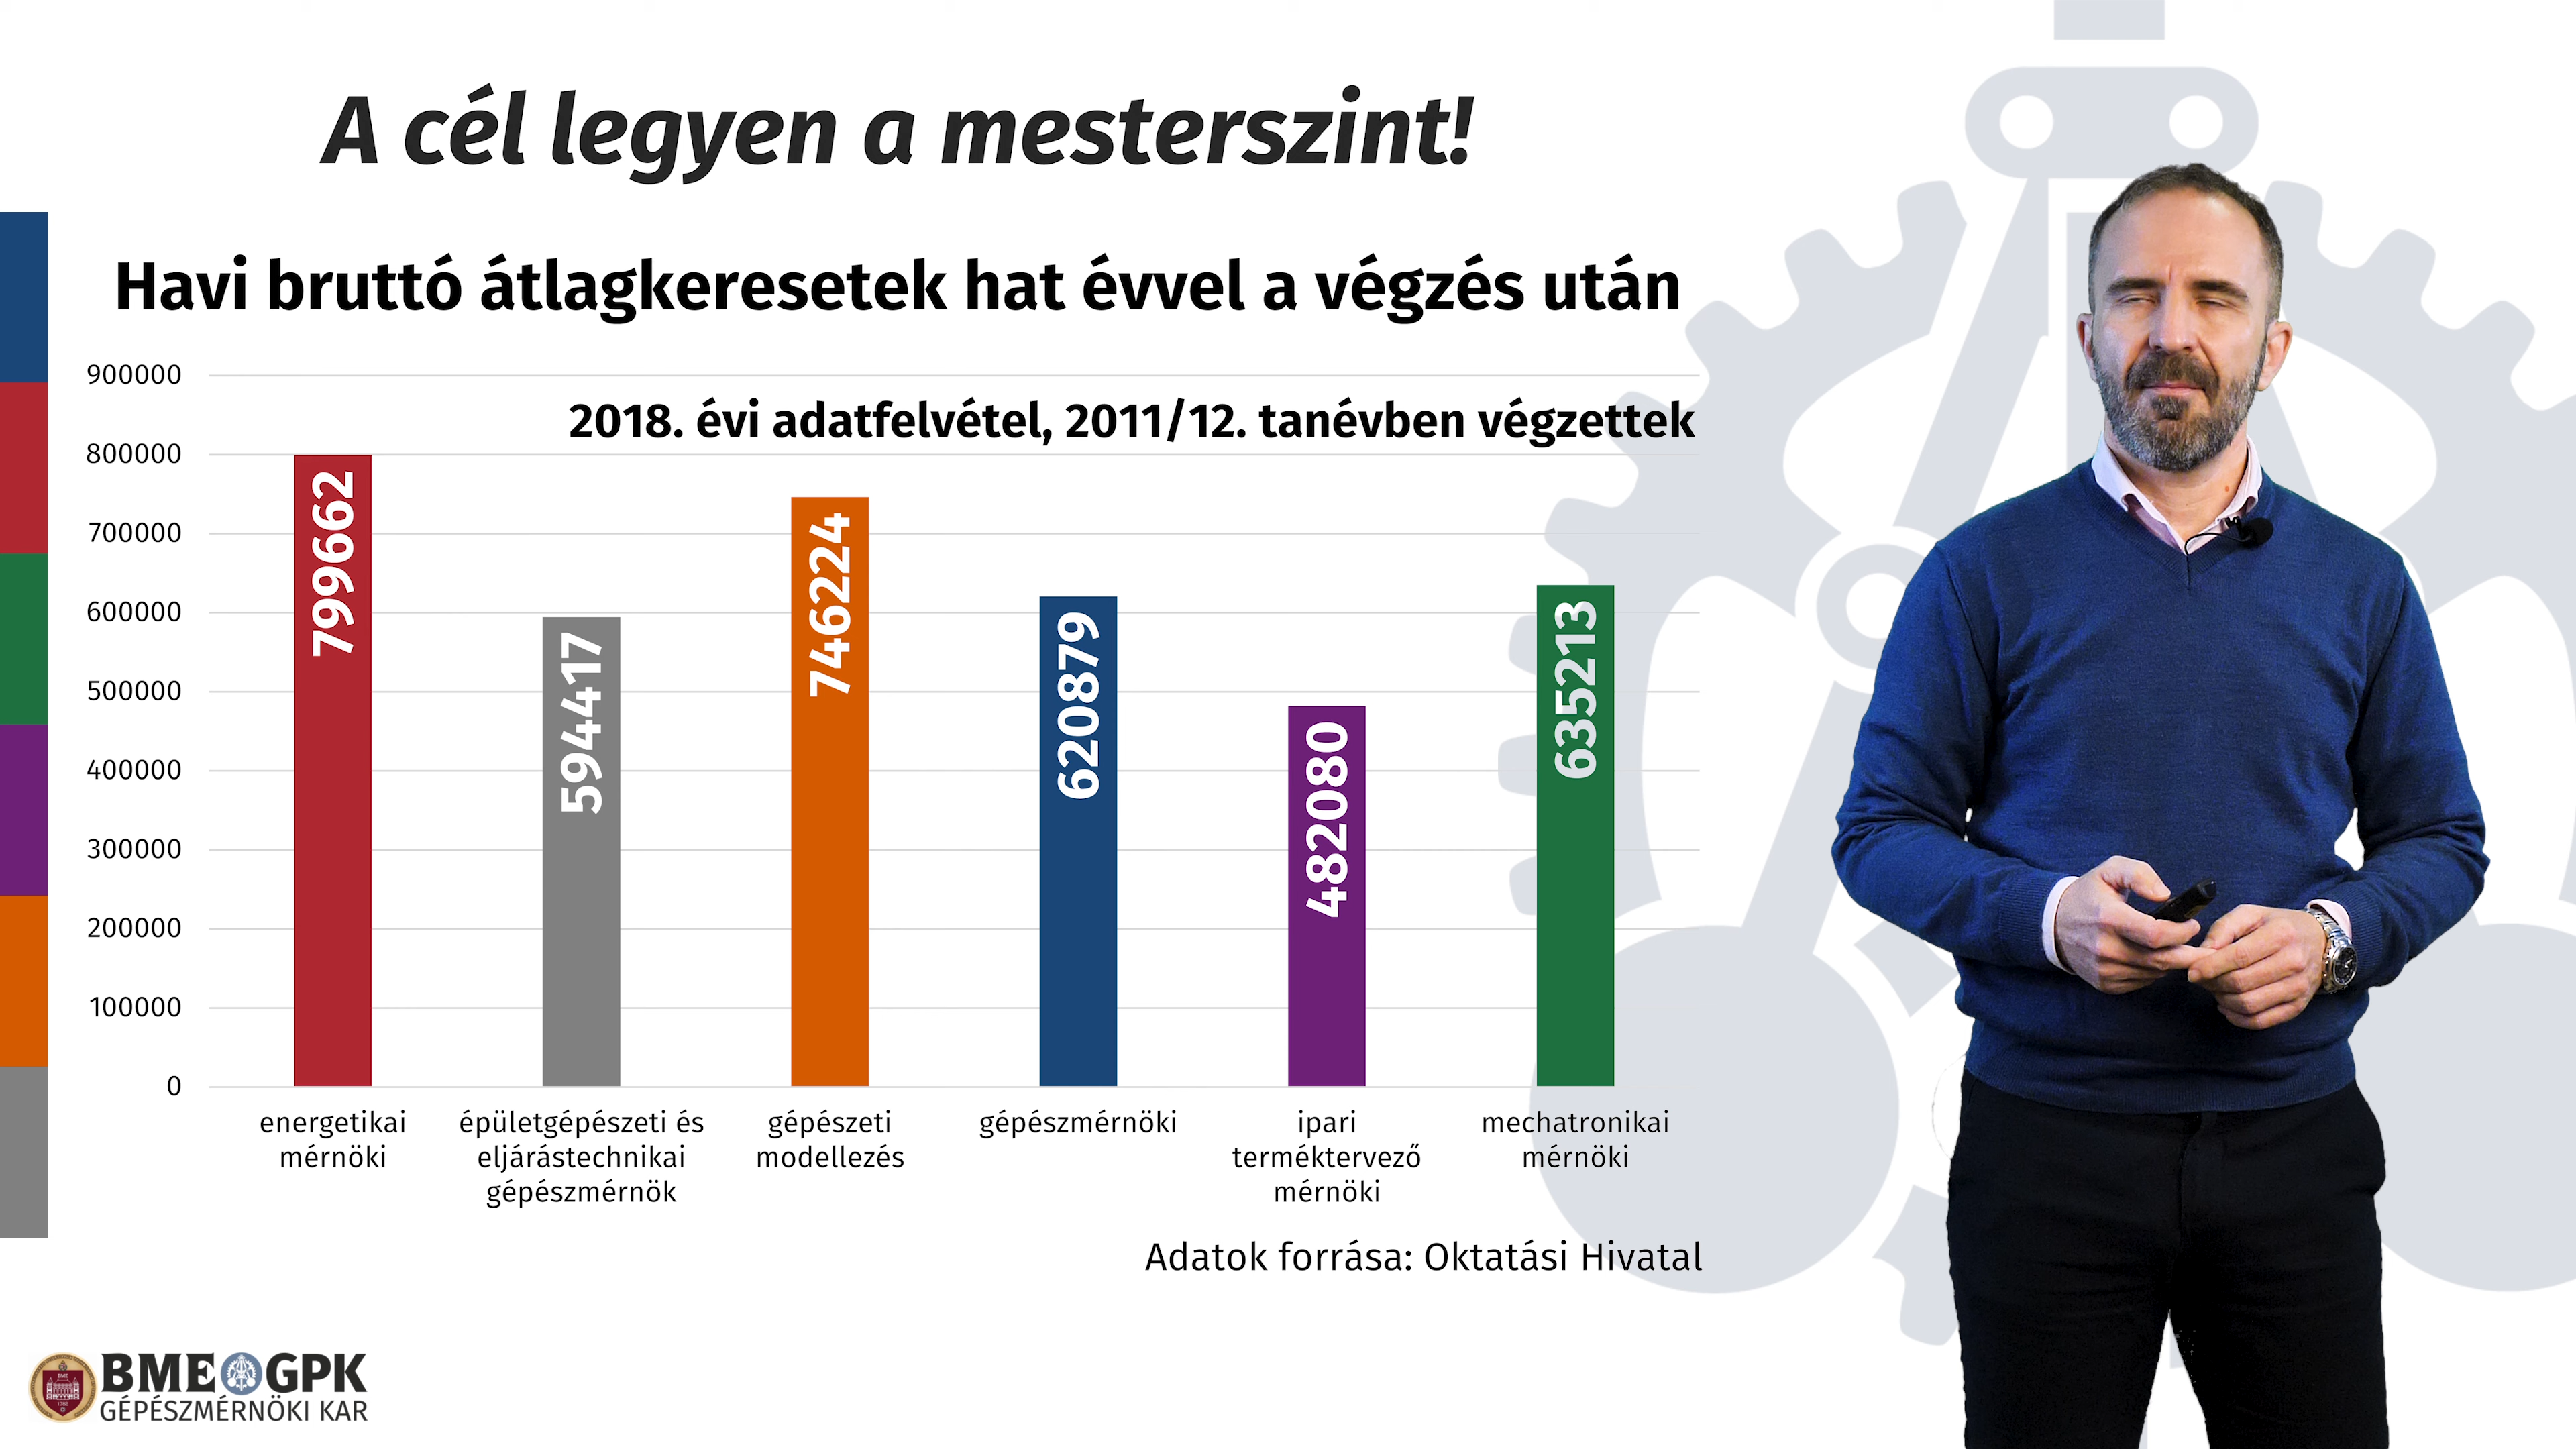 A cél legyen a mesterszint!
Havi bruttó átlagkeresetek hat évvel a végzés után
2018. évi adatfelvétel, 2011/12. tanévben végzettek
900000
800000
700000
600000
500000
400000
300000
200000
100000
0
799662
594417
746224
620879
482080
635213
energetikai
mérnöki
épületgépészeti és
eljárástechnikai
gépészmérnök
gépészeti
modellezés
gépészmérnöki
ipari
terméktervező
mérnöki
mechatronikai
mérnöki
Adatok forrása: Oktatási Hivatal
BME GPK
GÉPÉSZMÉRNÖKI KAR